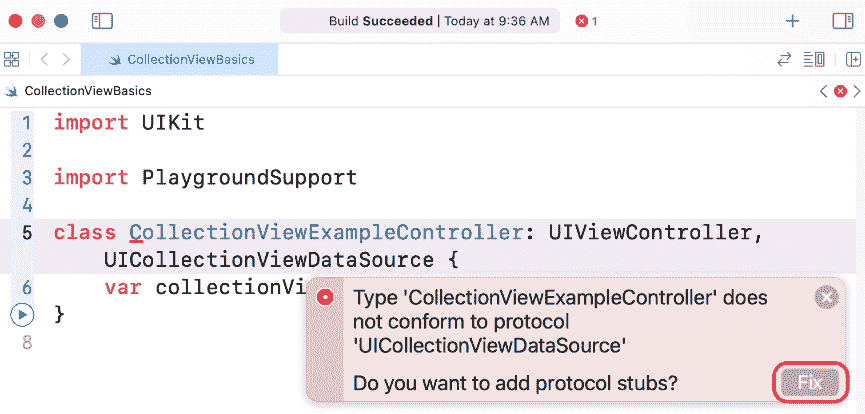 Build Succeeded | Today at 9:36 AM 1
CollectionViewBasics
CollectionViewBasics
1 import UIKit
2
3 import PlaygroundSupport
4
5 class CollectionViewExampleController: UIViewController,
UICollectionViewDataSource {
6 var collectionVi
}
8
Type 'CollectionViewExampleController' does
not conform to protocol
'UICollectionViewDataSource'
Do you want to add protocol stubs? Fix